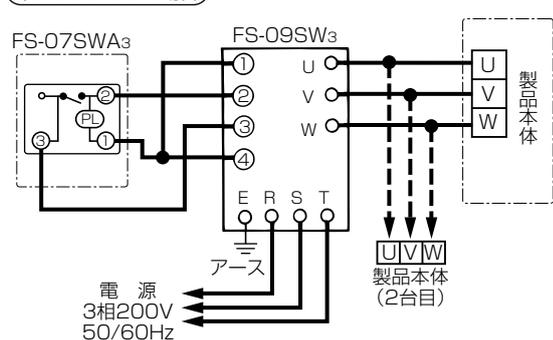 FS-07SWA3
② PL ③ ①
FS-09SW3
①
②
③
④
U
V
W
E R S T
アース
電 源
3相200V
50/60Hz
U
V
W
製品本体
U V W
製品本体
(2台目)